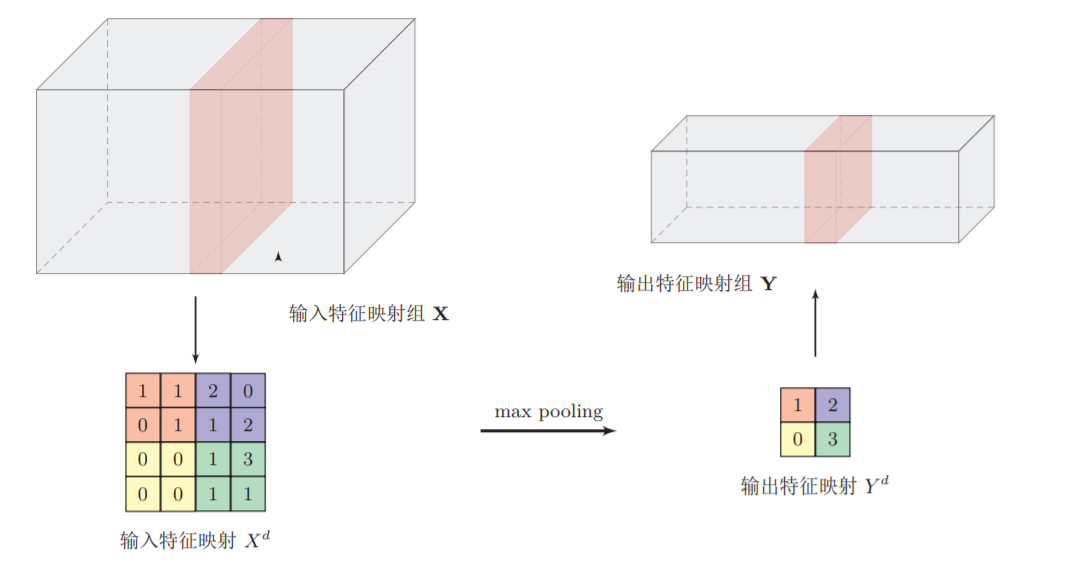 输入特征映射组 X
输出特征映射组 Y
1 1 2 0
0 1 1 2
0 0 1 3
0 0 1 1
输入特征映射 X^d
max pooling
1 2
0 3
输出特征映射 Y^d